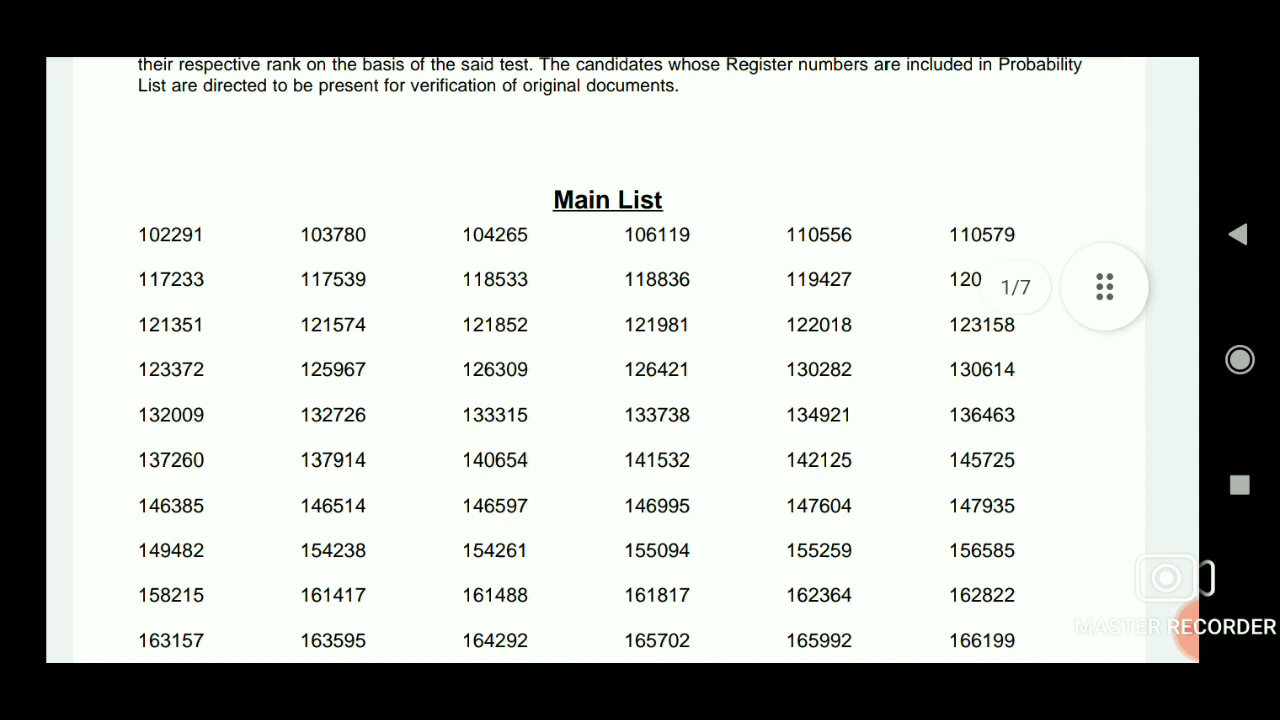 their respective rank on the basis of the said test. The candidates whose Register numbers are included in Probability
List are directed to be present for verification of original documents.
Main List
102291 103780 104265 106119 110556 110579
117233 117539 118533 118836 119427 120
1/7
121351 121574 121852 121981 122018 123158
123372 125967 126309 126421 130282 130614
132009 132726 133315 133738 134921 136463
137260 137914 140654 141532 142125 145725
146385 146514 146597 146995 147604 147935
149482 154238 154261 155094 155259 156585
158215 161417 161488 161817 162364 162822
MASTER RECORDER
163157 163595 164292 165702 165992 166199